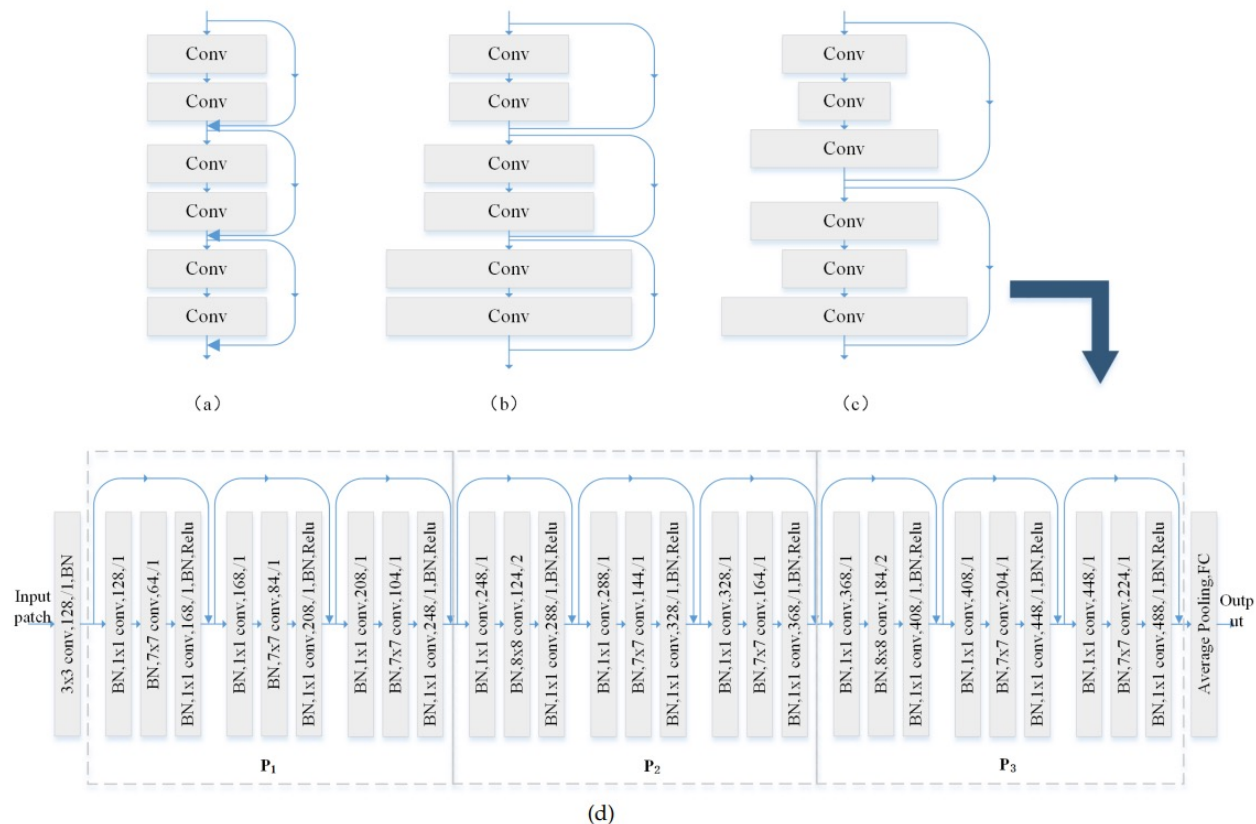 Conv
Conv
Conv
Conv
Conv
Conv
(a)
Conv
Conv
Conv
Conv
Conv
Conv
(b)
Conv
Conv
Conv
Conv
Conv
Conv
(c)
Input
patch
3x3 conv,128,/1,BN
BN,1x1 conv,128,/1
BN,7x7 conv,64,/1
BN,1x1 conv,168,/1,BN,Relu
BN,1x1 conv,168,/1
BN,7x7 conv,84,/1
BN,1x1 conv,208,/1,BN,Relu
BN,1x1 conv,208,/1
BN,7x7 conv,104,/1
BN,1x1 conv,248,/1,BN,Relu
P1
BN,1x1 conv,248,/1
BN,8x8 conv,124,/2
BN,1x1 conv,288,/1,BN,Relu
BN,1x1 conv,288,/1
BN,7x7 conv,144,/1
BN,1x1 conv,328,/1,BN,Relu
BN,1x1 conv,328,/1
BN,7x7 conv,164,/1
BN,1x1 conv,368,/1,BN,Relu
P2
BN,1x1 conv,368,/1
BN,8x8 conv,184,/2
BN,1x1 conv,408,/1,BN,Relu
BN,1x1 conv,408,/1
BN,7x7 conv,204,/1
BN,1x1 conv,448,/1,BN,Relu
BN,1x1 conv,448,/1
BN,7x7 conv,224,/1
BN,1x1 conv,488,/1,BN,Relu
P3
Average Pooling,FC
Outp
ut
(d)